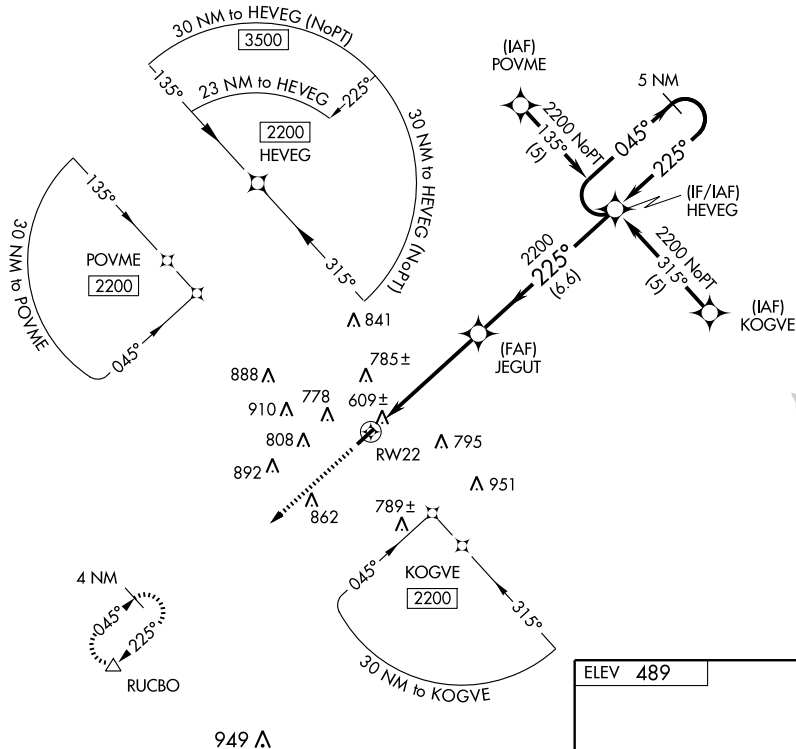 30 NM to HEVEG (NoPT)
3500
135°
23 NM to HEVEG
225°
2200
HEVEG
30 NM to HEVEG (NoPT)
315°
(IAF)
POVME
5 NM
2200 NoPT
135°
(5)
045°
225°
(IF/IAF)
HEVEG
2200
225°
(6.6)
2200 NoPT
315°
(5)
(IAF)
KOGVE
135°
POVME
2200
30 NM to POVME
045°
841
(FAF)
JEGUT
888
785±
910
778
609±
808
RW22
795
892
951
862
789±
045°
KOGVE
2200
315°
30 NM to KOGVE
4 NM
045°
225°
RUCBO
ELEV 489
949